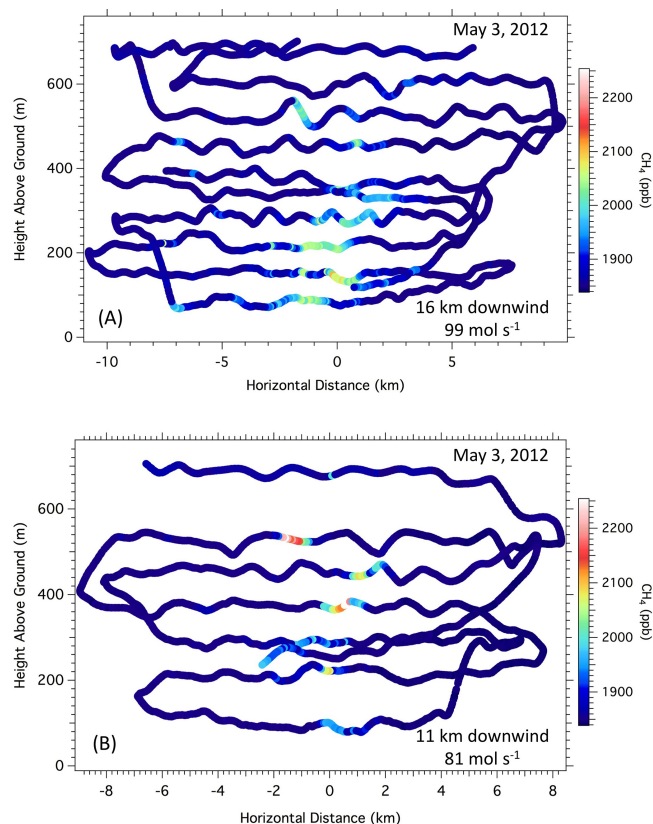 (A)
May 3, 2012
600
400
200
0
Height Above Ground (m)
-10
-5
0
5
Horizontal Distance (km)
2200
2100
2000
1900
CH4 (ppb)
(A)
16 km downwind
99 mol s-1
May 3, 2012
600
400
200
0
Height Above Ground (m)
-8
-6
-4
-2
0
2
4
6
8
Horizontal Distance (km)
2200
2100
2000
1900
CH4 (ppb)
(B)
11 km downwind
81 mol s-1